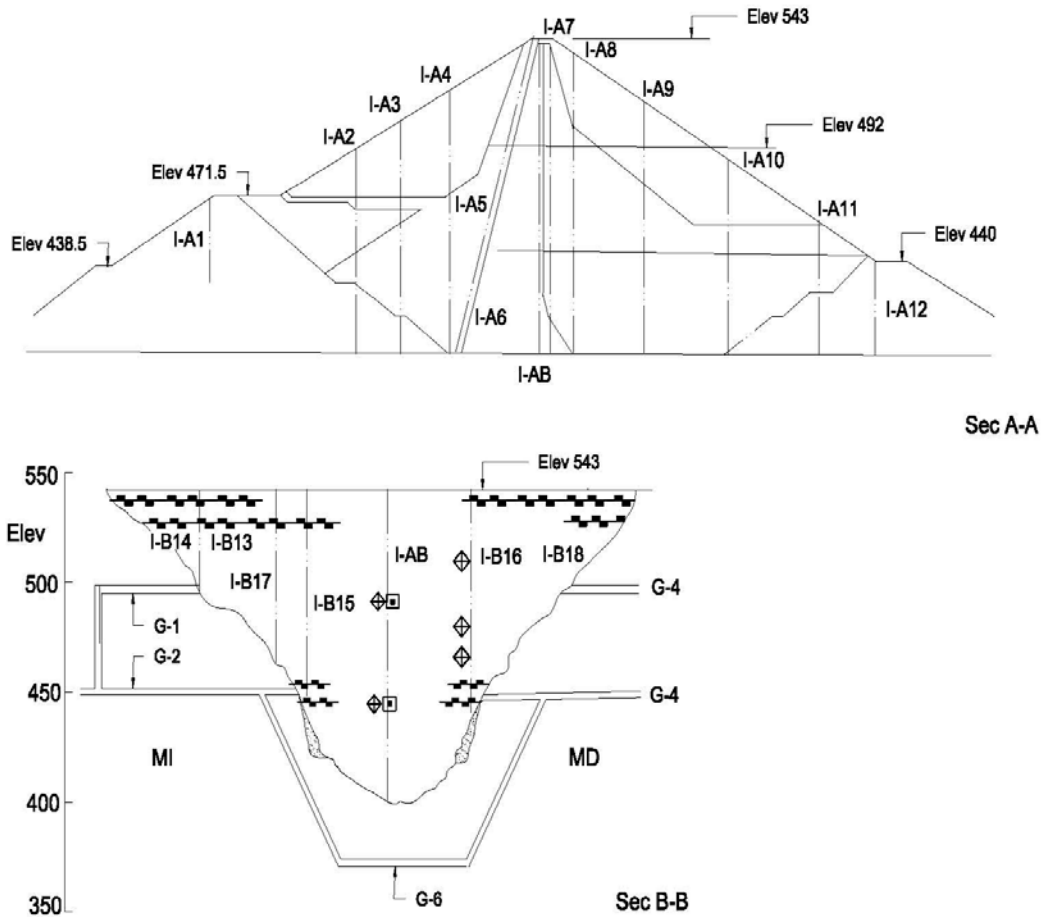 I-A7
Elev 543
I-A8
I-A4
I-A9
I-A3
Elev 492
I-A2
I-A10
Elev 471.5
I-A5
I-A11
I-A1
Elev 440
Elev 438.5
I-A12
I-A6
I-AB
Sec A-A
550
Elev 543
Elev
I-B14
I-B13
I-AB
I-B16
I-B18
500
I-B17
G-4
I-B15
G-1
G-2
450
G-4
MI
MD
400
350
G-6
Sec B-B